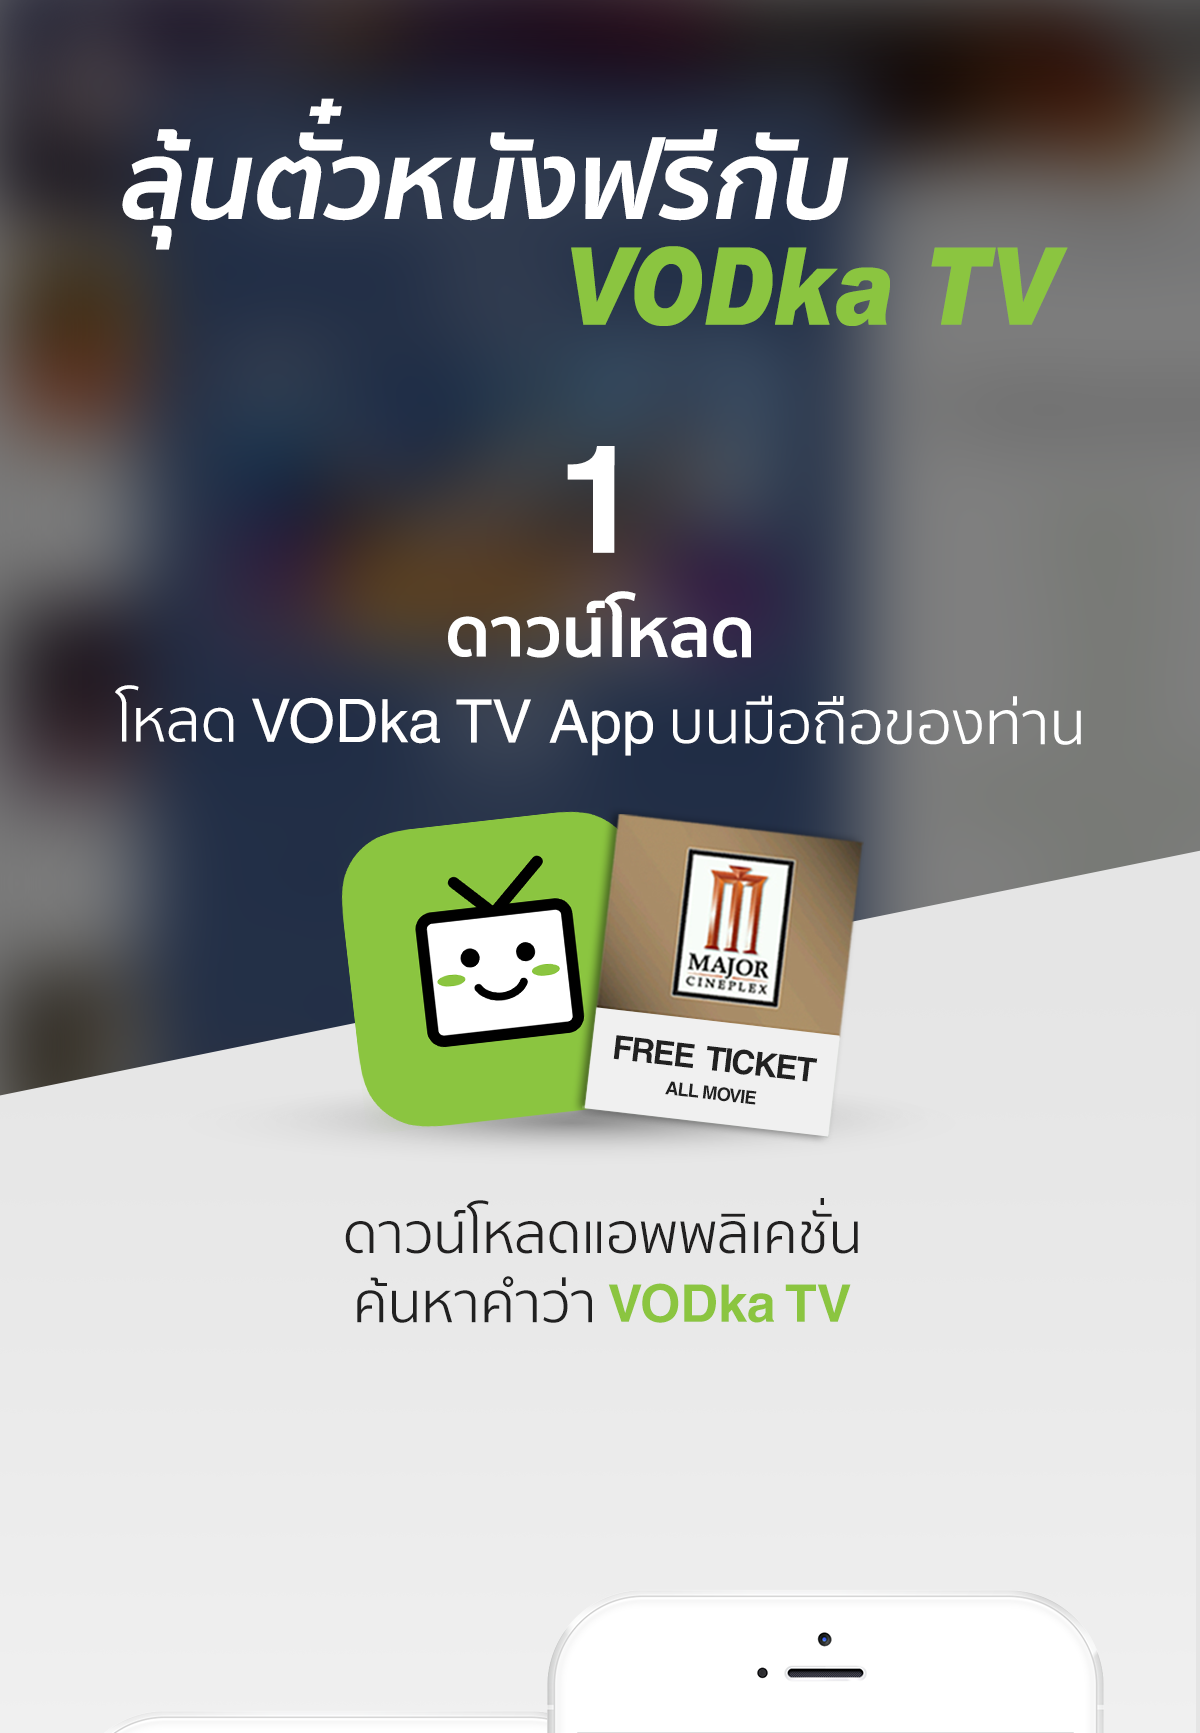 ลุ้นตั๋วหนังฟรีกับ
VODka TV
1
ดาวน์โหลด
โหลด VODka TV App บนมือถือของท่าน
MAJOR
CINEPLEX
FREE TICKET
ALL MOVIE
ดาวน์โหลดแอพพลิเคชั่น
ค้นหาคำว่า VODka TV